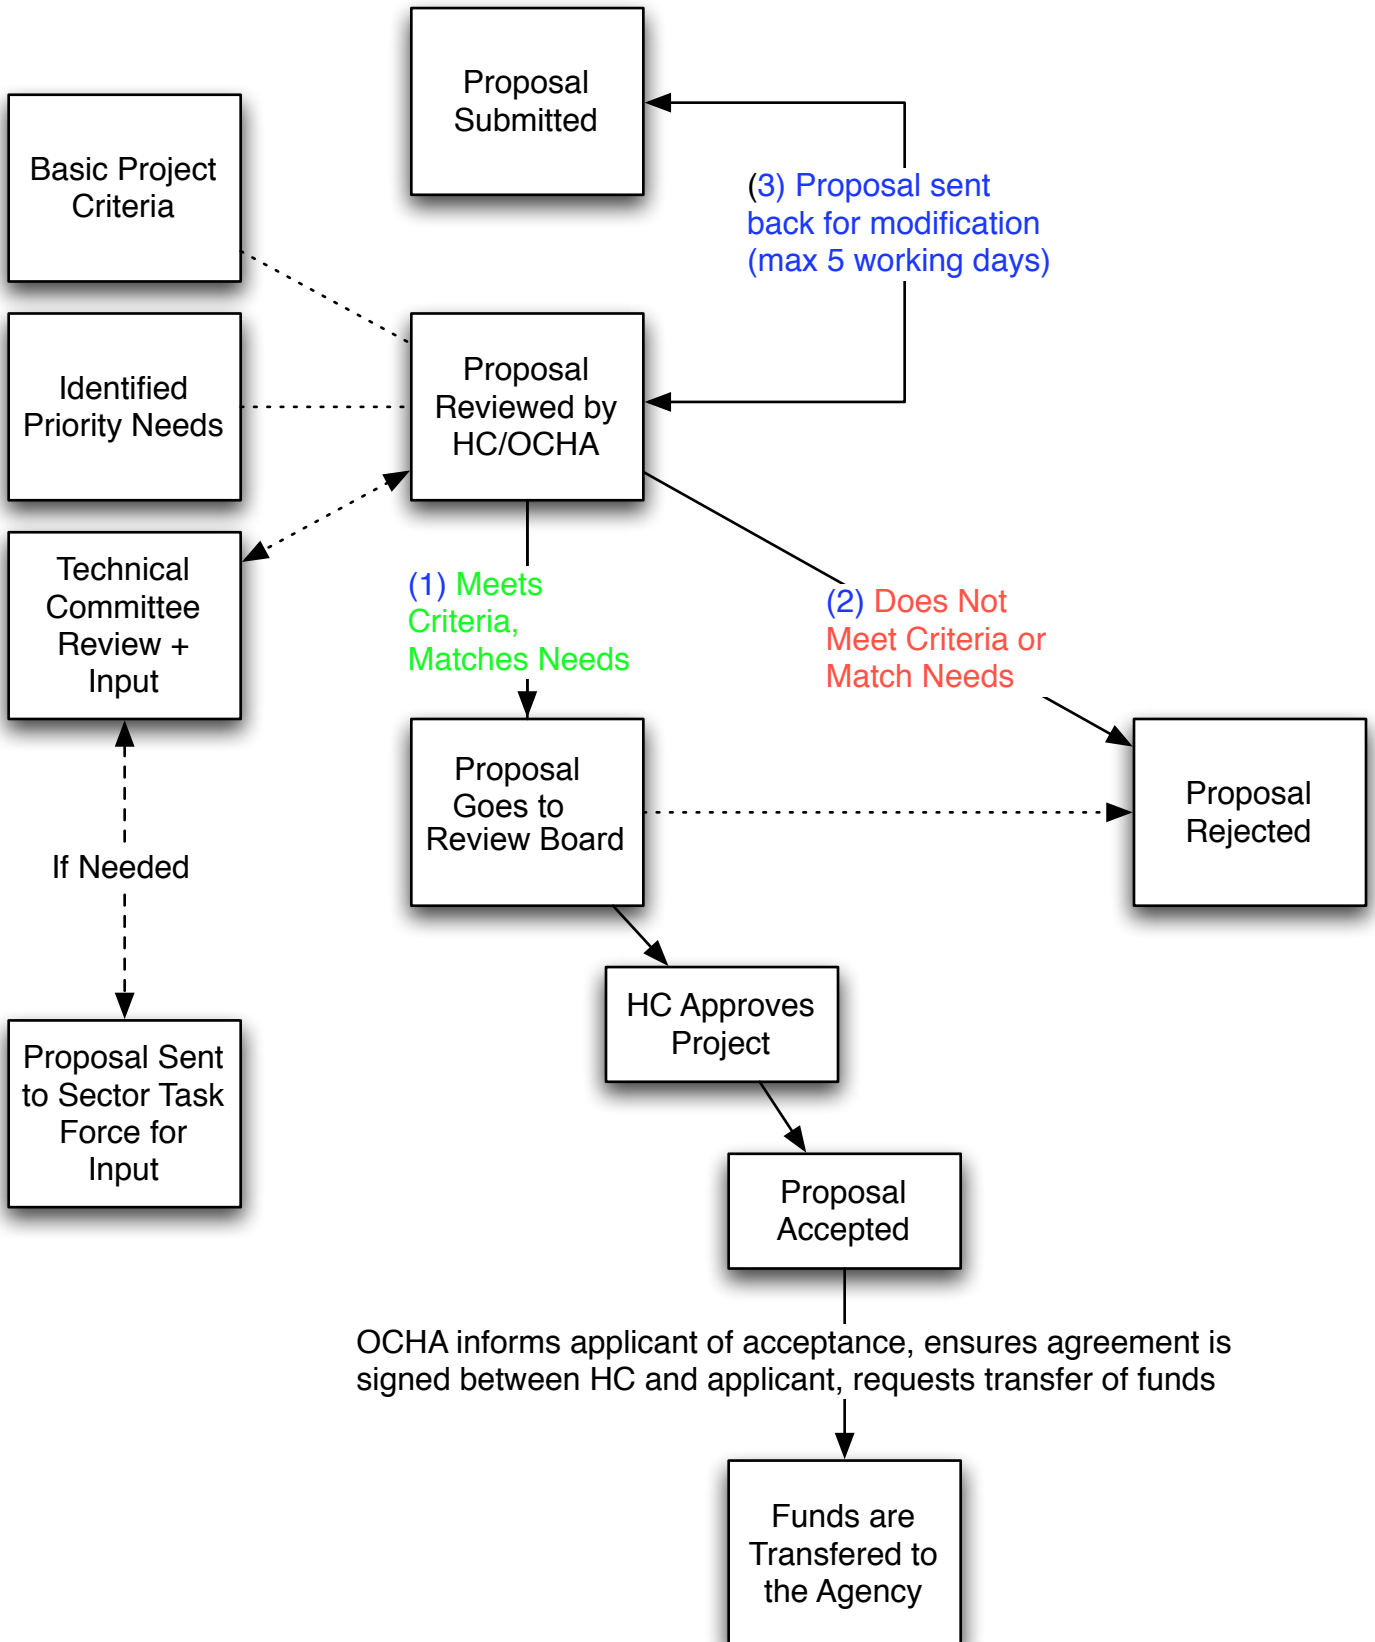 Proposal
Submitted
Basic Project
Criteria
(3) Proposal sent
back for modification
(max 5 working days)
Identified
Priority Needs
Proposal
Reviewed by
HC/OCHA
Technical
Committee
Review +
Input
(1) Meets
Criteria,
Matches Needs
(2) Does Not
Meet Criteria or
Match Needs
Proposal
Goes to
Review Board
Proposal
Rejected
If Needed
HC Approves
Project
Proposal Sent
to Sector Task
Force for
Input
Proposal
Accepted
OCHA informs applicant of acceptance, ensures agreement is
signed between HC and applicant, requests transfer of funds
Funds are
Transfered to
the Agency